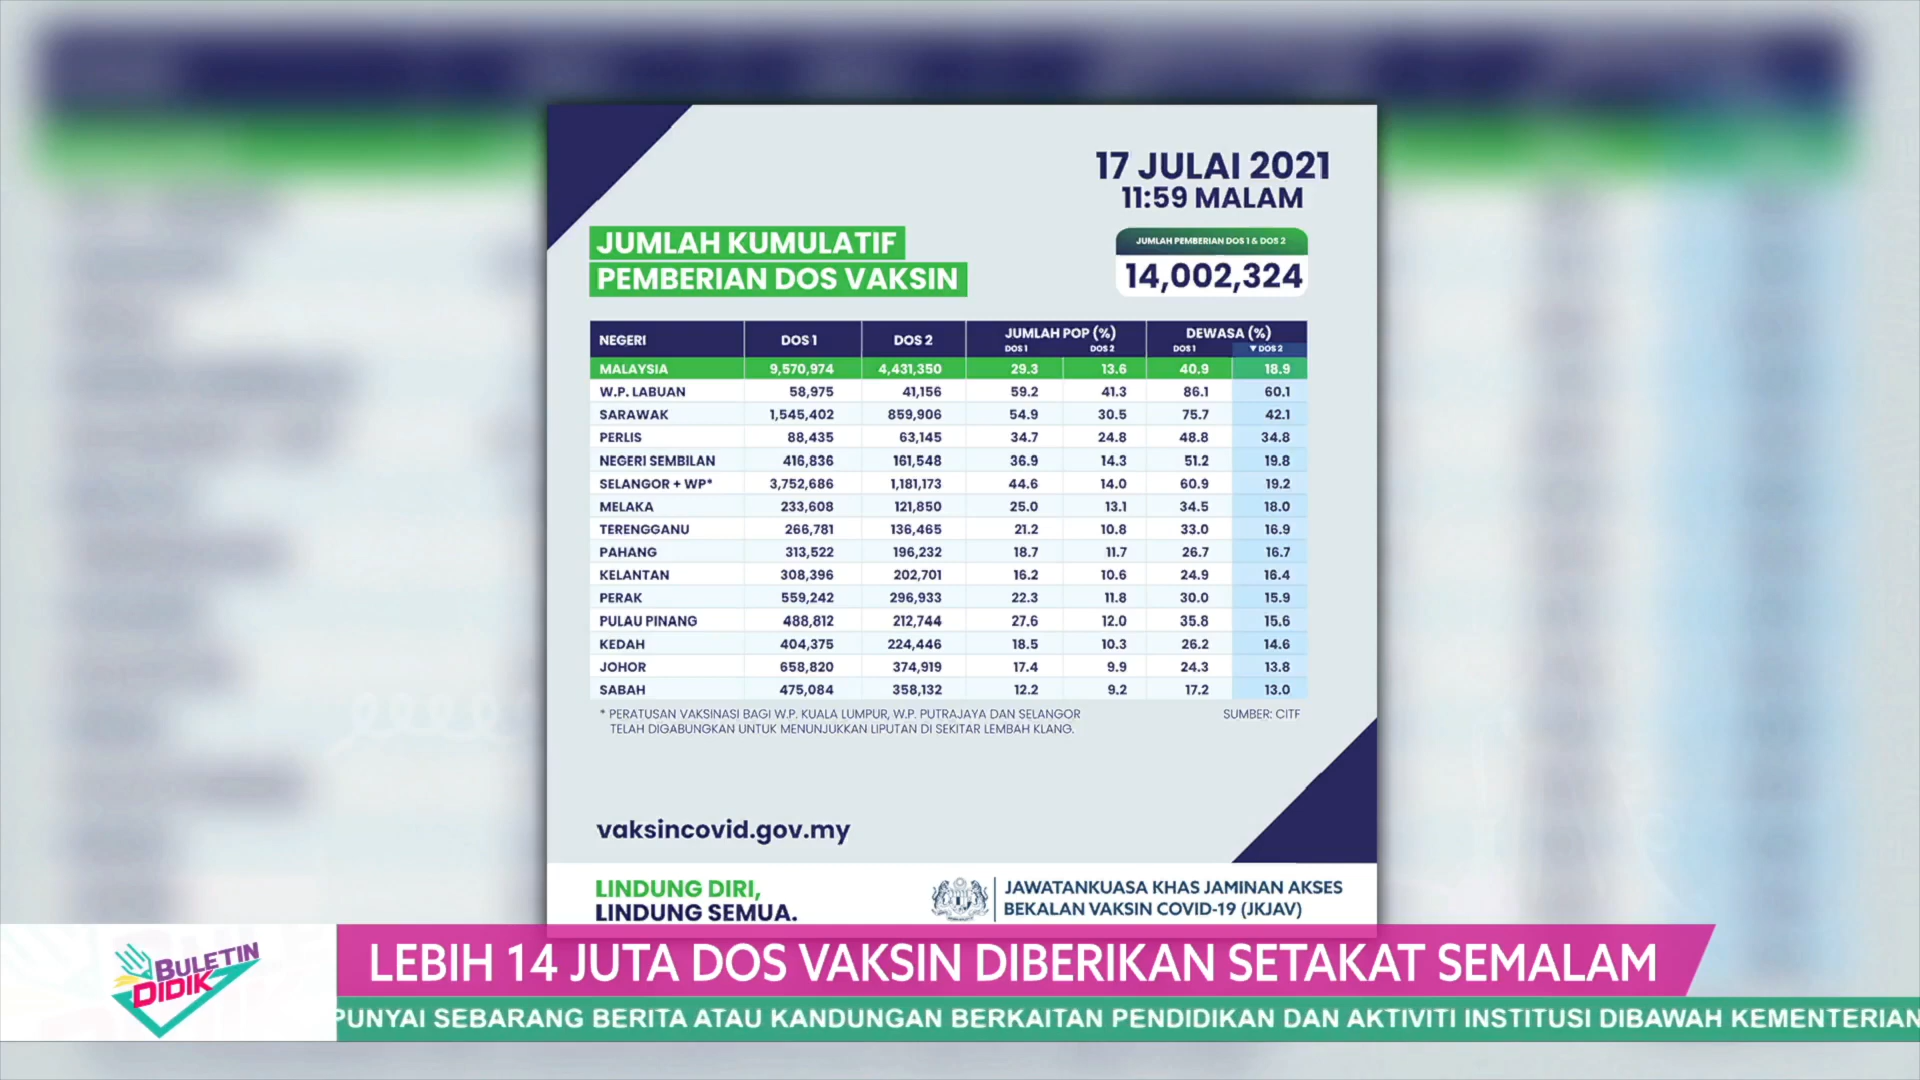 17 JULAI 2021
11:59 MALAM
JUMLAH KUMULATIF
PEMBERIAN DOS VAKSIN
JUMLAH PEMBERIAN DOS 1 & DOS 2
14,002,324
NEGERI DOS 1 DOS 2 JUMLAH POP (%) DEWASA (%)
DOS 1 DOS 2 DOS 1 ▼ DOS 2
MALAYSIA 9,570,974 4,431,350 29.3 13.6 40.9 18.9
W.P. LABUAN 58,975 41,156 59.2 41.3 86.1 60.1
SARAWAK 1,545,402 859,906 54.9 30.5 75.7 42.1
PERLIS 88,435 63,145 34.7 24.8 48.8 34.8
NEGERI SEMBILAN 416,836 161,548 36.9 14.3 51.2 19.8
SELANGOR + WP* 3,752,686 1,181,173 44.6 14.0 60.9 19.2
MELAKA 233,608 121,850 25.0 13.1 34.5 18.0
TERENGGANU 266,781 136,465 21.2 10.8 33.0 16.9
PAHANG 313,522 196,232 18.7 11.7 26.7 16.7
KELANTAN 308,396 202,701 16.2 10.6 24.9 16.4
PERAK 559,242 296,933 22.3 11.8 30.0 15.9
PULAU PINANG 488,812 212,744 27.6 12.0 35.8 15.6
KEDAH 404,375 224,446 18.5 10.3 26.2 14.6
JOHOR 658,820 374,919 17.4 9.9 24.3 13.8
SABAH 475,084 358,132 12.2 9.2 17.2 13.0
* PERATUSAN VAKSINASI BAGI W.P. KUALA LUMPUR, W.P. PUTRAJAYA DAN SELANGOR
TELAH DIGABUNGKAN UNTUK MENUNJUKKAN LIPUTAN DI SEKITAR LEMBAH KLANG.
SUMBER: CITF
vaksincovid.gov.my
LINDUNG DIRI,
LINDUNG SEMUA.
JAWATANKUASA KHAS JAMINAN AKSES
BEKALAN VAKSIN COVID-19 (JKJAV)
BULETIN
DIDIK
LEBIH 14 JUTA DOS VAKSIN DIBERIKAN SETAKAT SEMALAM
PUNYAI SEBARANG BERITA ATAU KANDUNGAN BERKAITAN PENDIDIKAN DAN AKTIVITI INSTITUSI DIBAWAH KEMENTERIAN